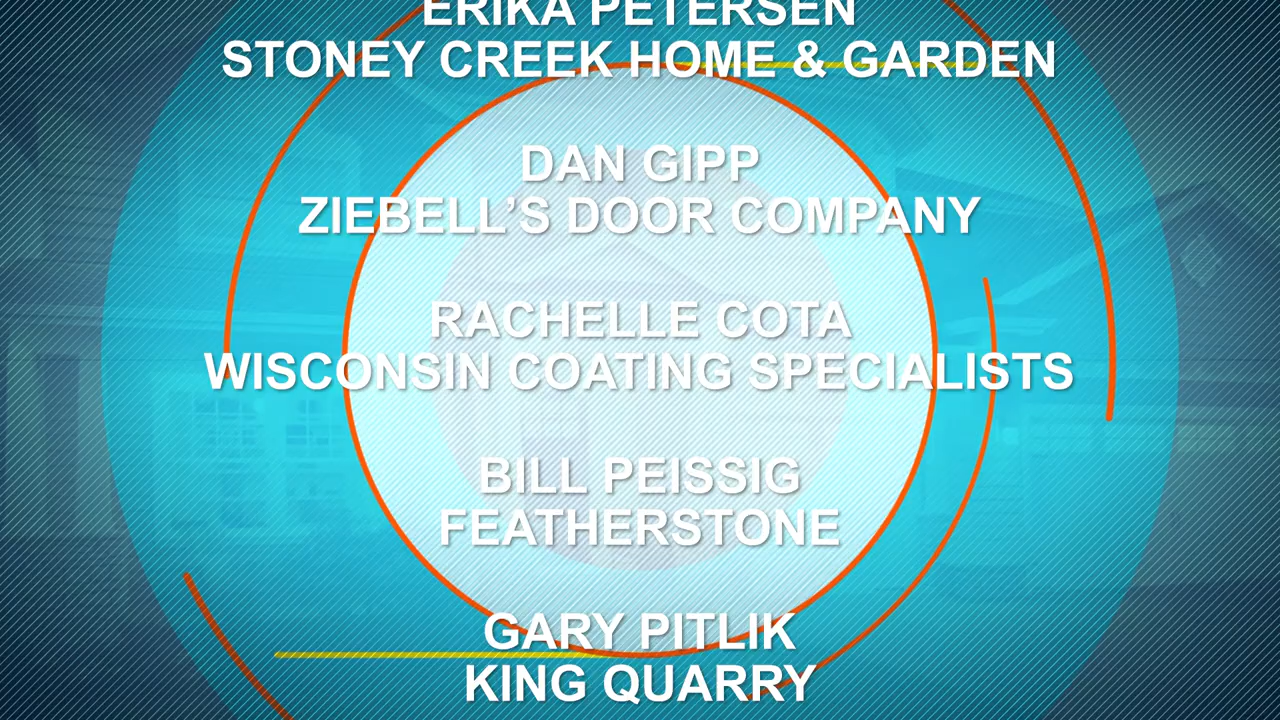 ERIKA PETERSEN
STONEY CREEK HOME & GARDEN
DAN GIPP
ZIEBELL’S DOOR COMPANY
RACHELLE COTA
WISCONSIN COATING SPECIALISTS
BILL PEISSIG
FEATHERSTONE
GARY PITLIK
KING QUARRY